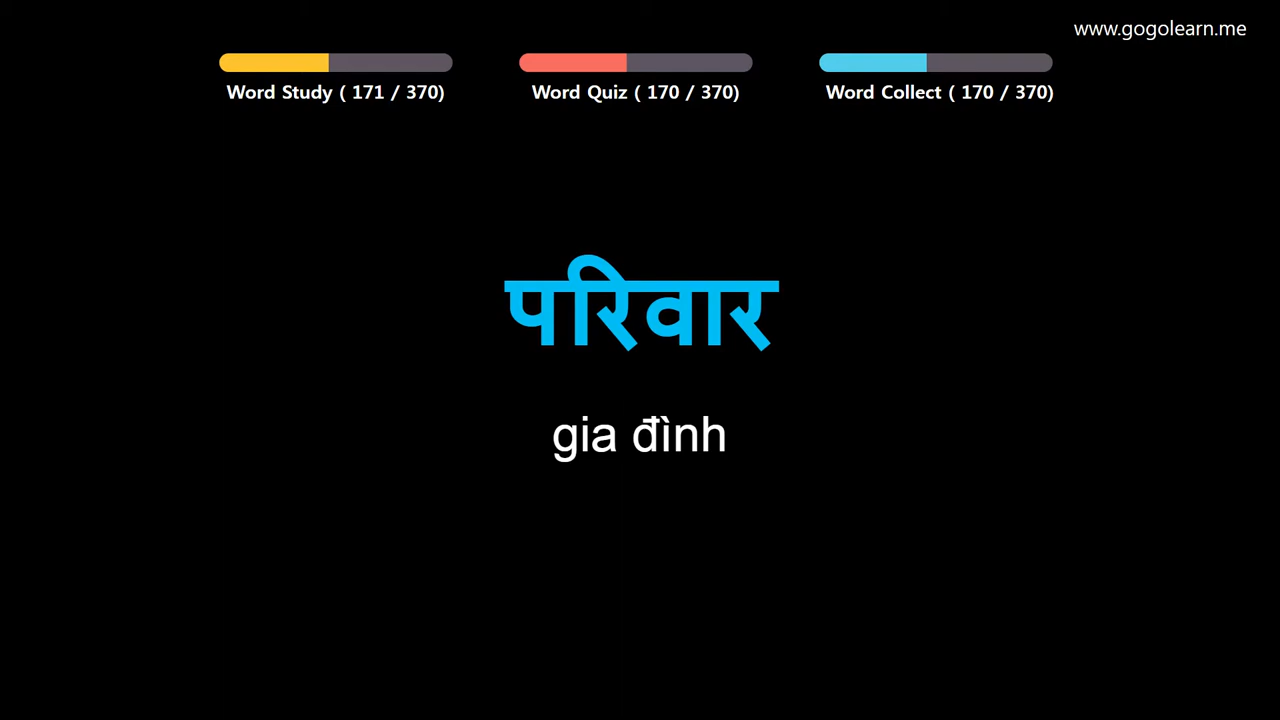 www.gogolearn.me
Word Study ( 171 / 370)
Word Quiz ( 170 / 370)
Word Collect ( 170 / 370)
परिवार
gia đình